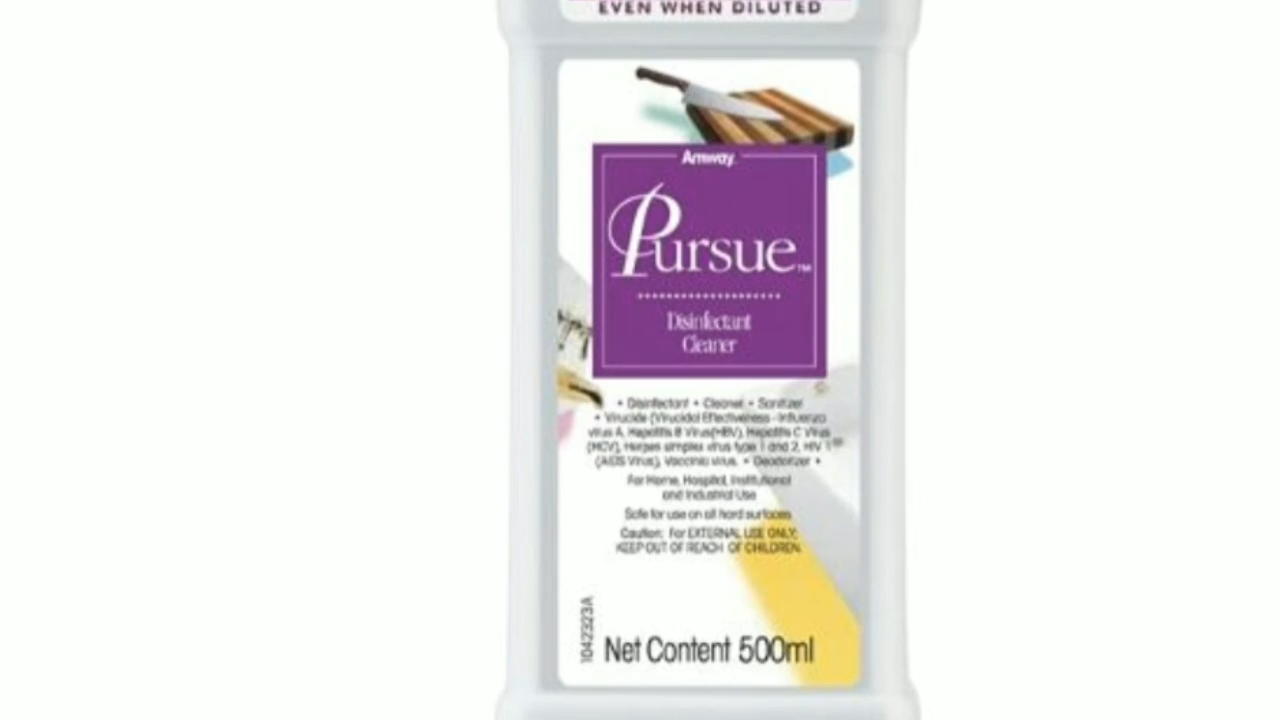 EVEN WHEN DILUTED
Amway
Pursue™
Disinfectant
Cleaner
• Disinfectant • Cleaner • Sanitizer
• Virucide (Virucidal Effectiveness - Influenza
virus A, Hepatitis B Virus(HBV), Hepatitis C Virus
(HCV), Herpes simplex virus type 1 and 2, HIV 1
(AIDS Virus), Vaccinia virus. • Deodorizer •
For Home, Hospital, Institutional
and Industrial Use
Safe for use on all hard surfaces
Caution: For EXTERNAL USE ONLY;
KEEP OUT OF REACH OF CHILDREN
1042323A
Net Content 500ml